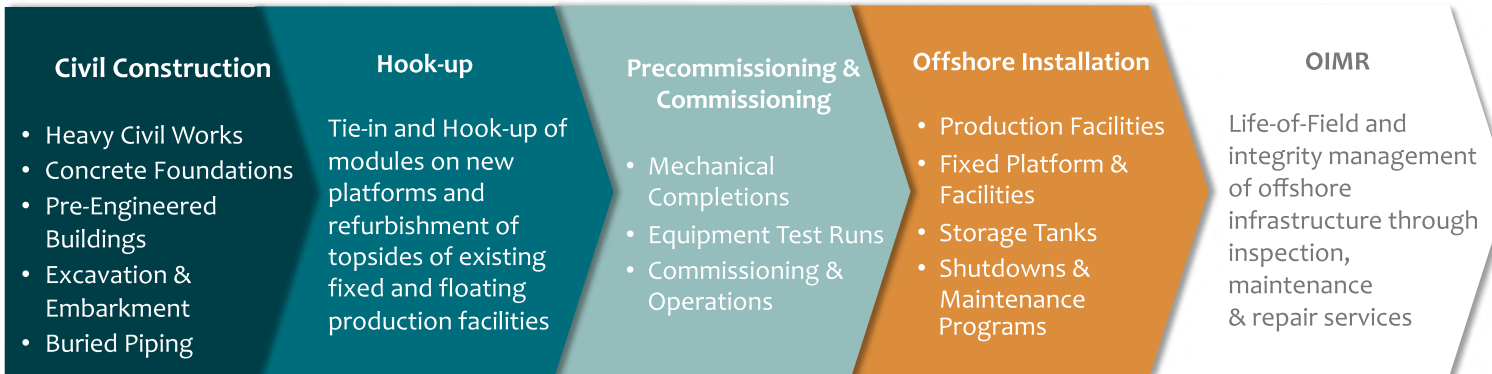 Civil Construction
• Heavy Civil Works
• Concrete Foundations
• Pre-Engineered
Buildings
• Excavation &
Embarkment
• Buried Piping
Hook-up
Tie-in and Hook-up of
modules on new
platforms and
refurbishment of
topsides of existing
fixed and floating
production facilities
Precommissioning &
Commissioning
• Mechanical
Completions
• Equipment Test Runs
• Commissioning &
Operations
Offshore Installation
• Production Facilities
• Fixed Platform &
Facilities
• Storage Tanks
• Shutdowns &
Maintenance
Programs
OIMR
Life-of-Field and
integrity management
of offshore
infrastructure through
inspection,
maintenance
& repair services